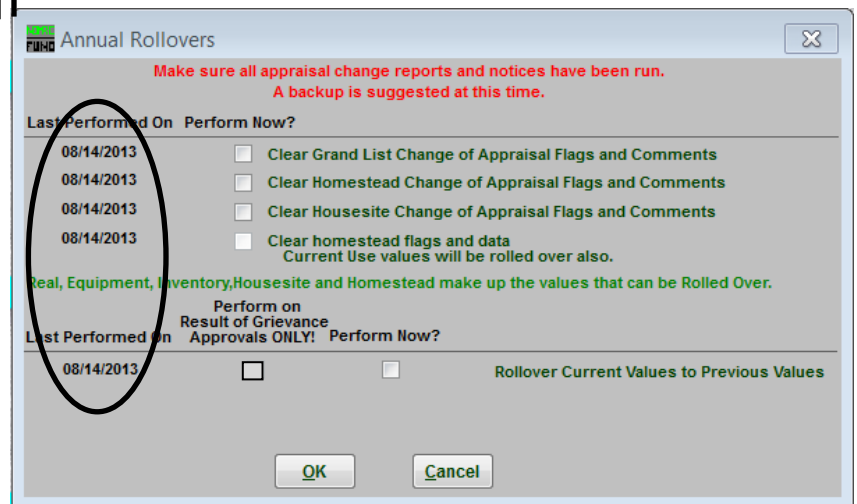 FUND Annual Rollovers
Make sure all appraisal change reports and notices have been run.
A backup is suggested at this time.
Last Performed On Perform Now?
08/14/2013 Clear Grand List Change of Appraisal Flags and Comments
08/14/2013 Clear Homestead Change of Appraisal Flags and Comments
08/14/2013 Clear Housesite Change of Appraisal Flags and Comments
08/14/2013 Clear homestead flags and data
Current Use values will be rolled over also.
Real, Equipment, Inventory,Housesite and Homestead make up the values that can be Rolled Over.
Perform on
Result of Grievance
Last Performed On Approvals ONLY! Perform Now?
08/14/2013 Rollover Current Values to Previous Values
OK Cancel